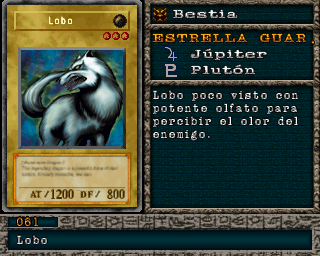 Lobo
Bestia
ESTRELLA GUAR.
Júpiter
Plutón
Lobo poco visto con
potente olfato para
percibir el olor del
enemigo.
AT/1200 DF/ 800
061
Lobo